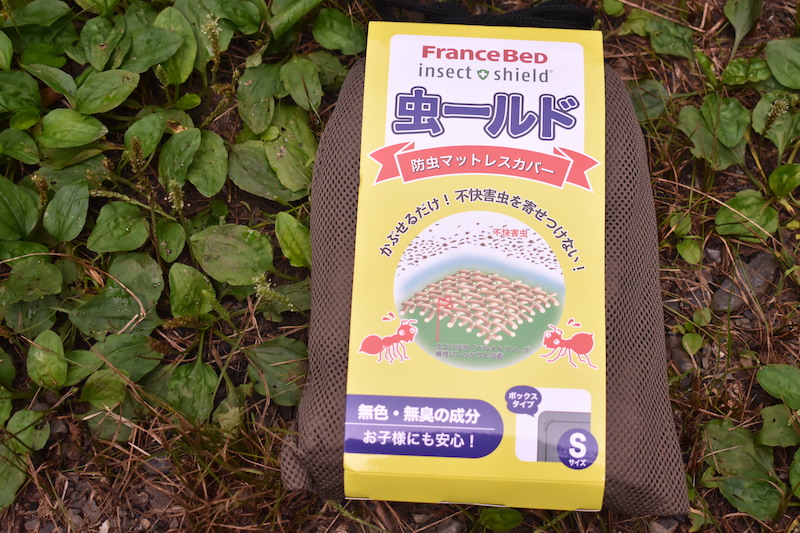 FRANCEBED
insect shield®
虫ールド
防虫マットレスカバー
かぶせるだけ！不快害虫を寄せつけない！
不快害虫
無色・無臭の成分
お子様にも安心！
ボックス
タイプ
S
サイズ